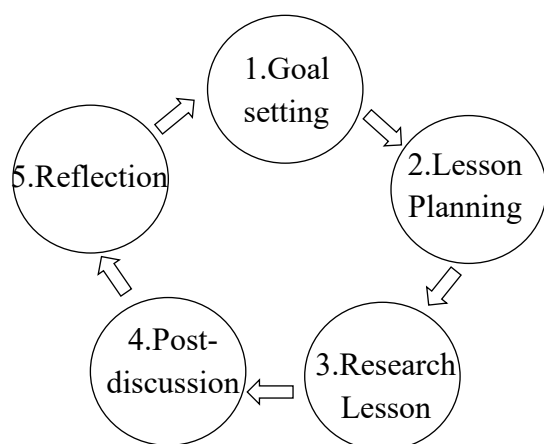 1.Goal
setting
2.Lesson
Planning
3.Research
Lesson
4.Post-
discussion
5.Reflection